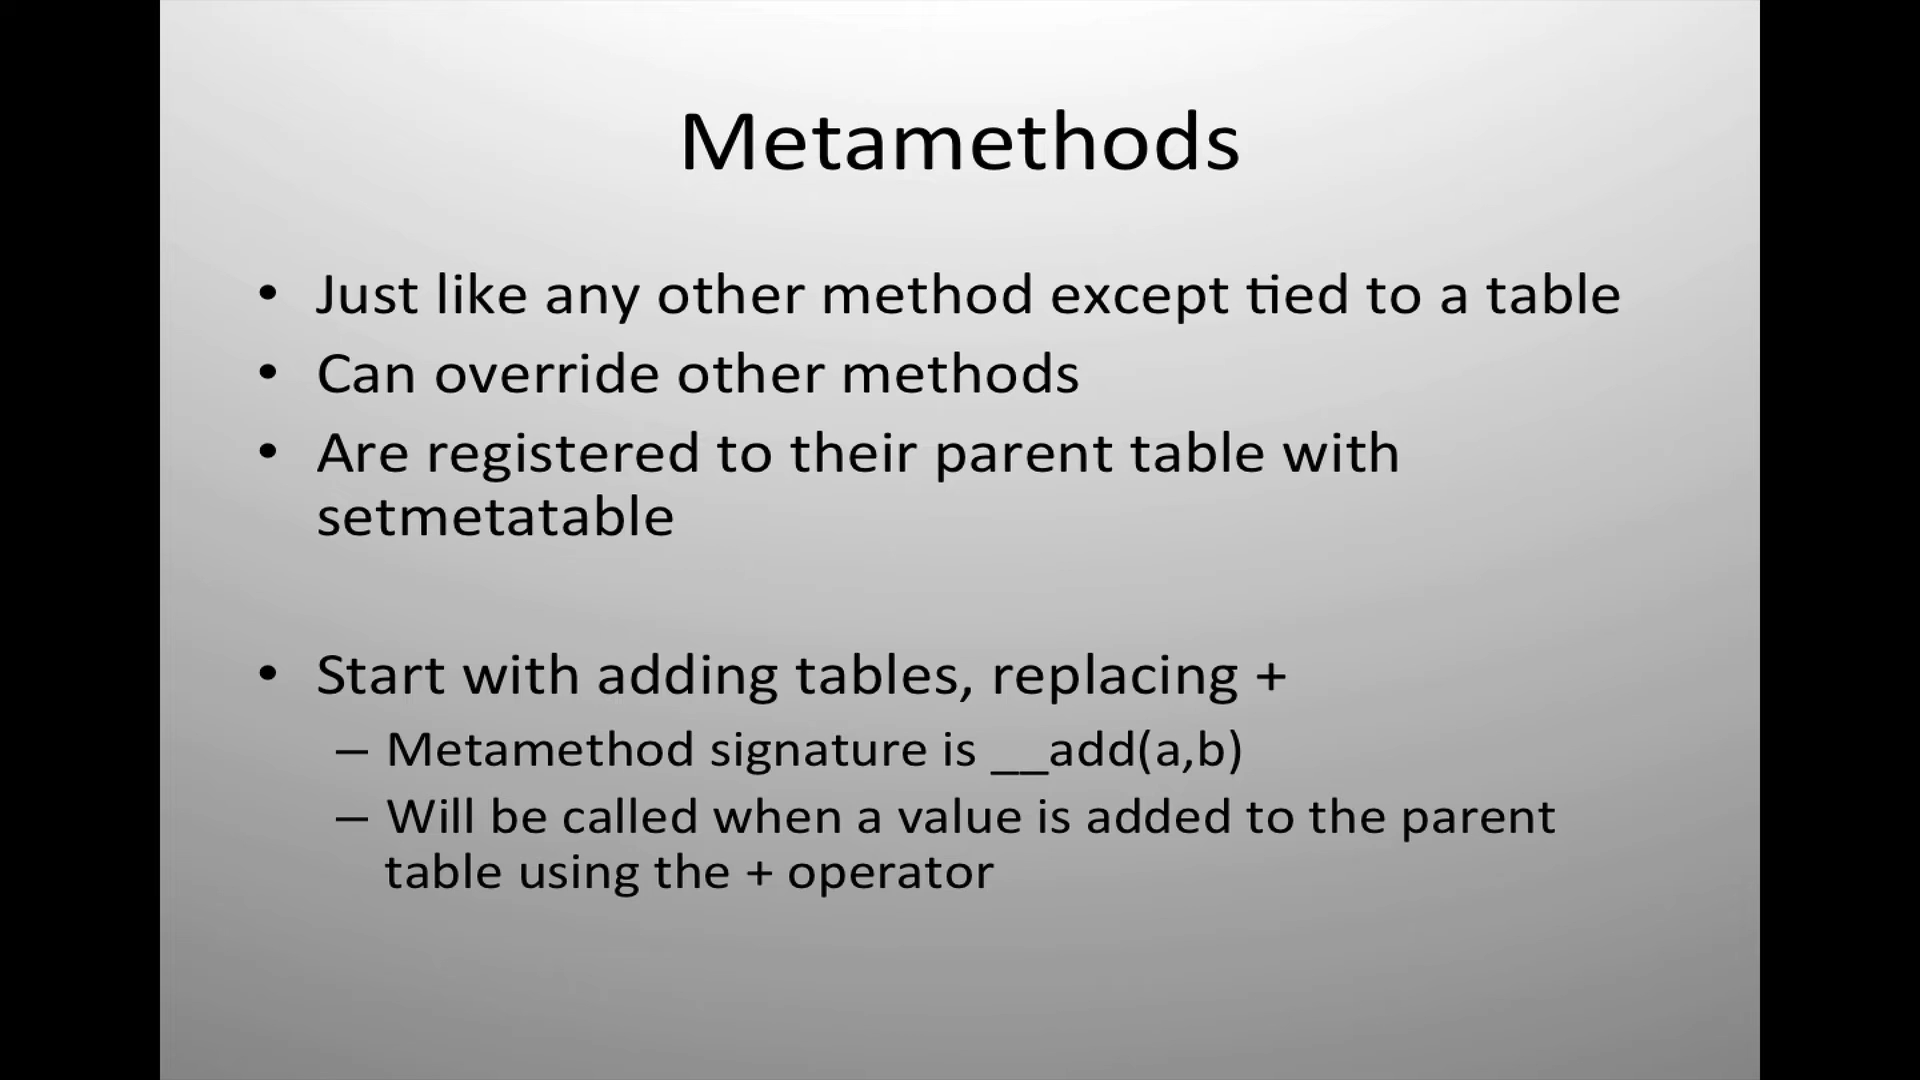 Metamethods
• Just like any other method except tied to a table
• Can override other methods
• Are registered to their parent table with
setmetatable
• Start with adding tables, replacing +
– Metamethod signature is __add(a,b)
– Will be called when a value is added to the parent
table using the + operator